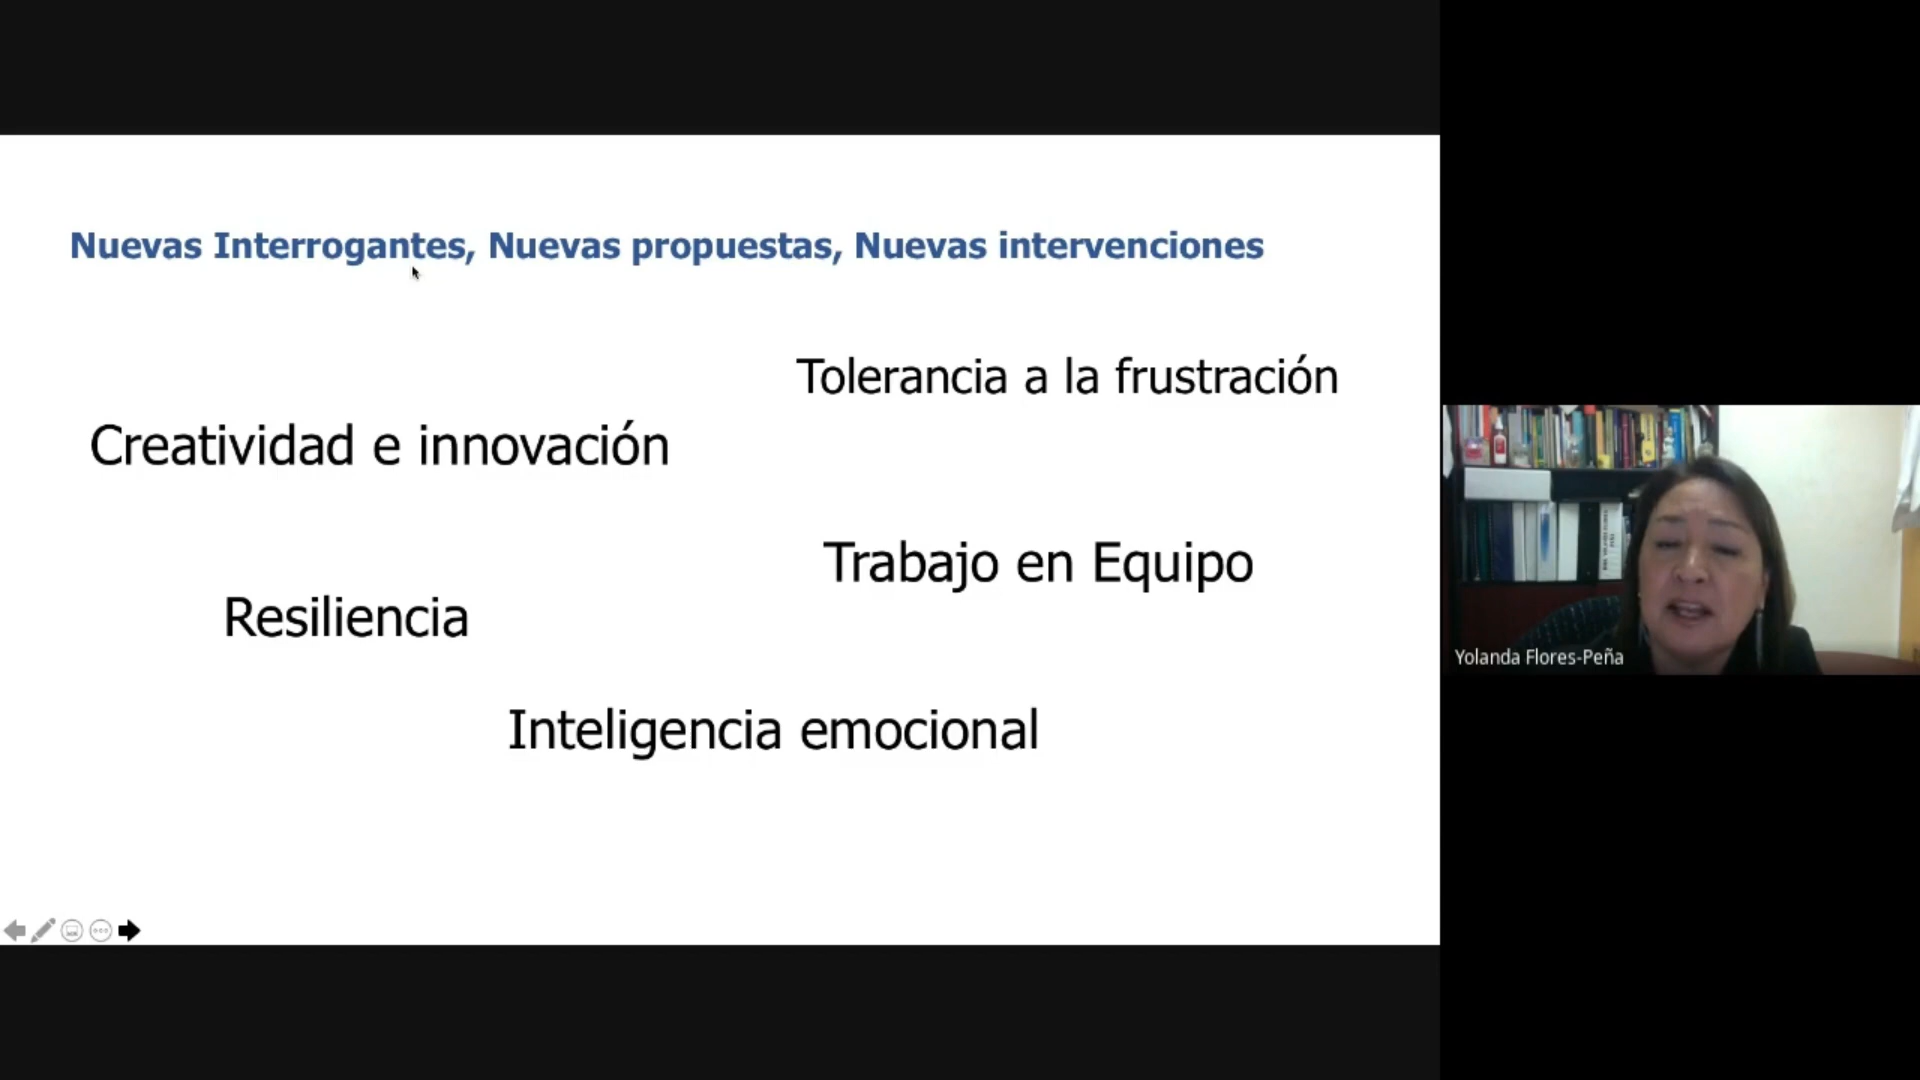 Nuevas Interrogantes, Nuevas propuestas, Nuevas intervenciones
Tolerancia a la frustración
Creatividad e innovación
Trabajo en Equipo
Resiliencia
Inteligencia emocional
Yolanda Flores-Peña